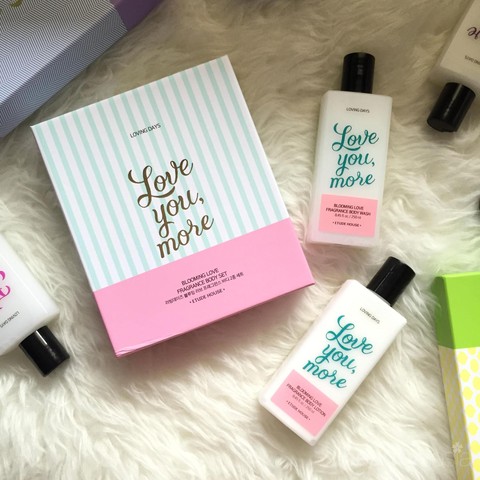 LOVING DAYS
Love
you,
more
BLOOMING LOVE
FRAGRANCE BODY SET
• ETUDE HOUSE •
LOVING DAYS
Love
you,
more
BLOOMING LOVE
FRAGRANCE BODY WASH
• ETUDE HOUSE •
LOVING DAYS
Love
you,
more
BLOOMING LOVE
FRAGRANCE BODY LOTION
• ETUDE HOUSE •